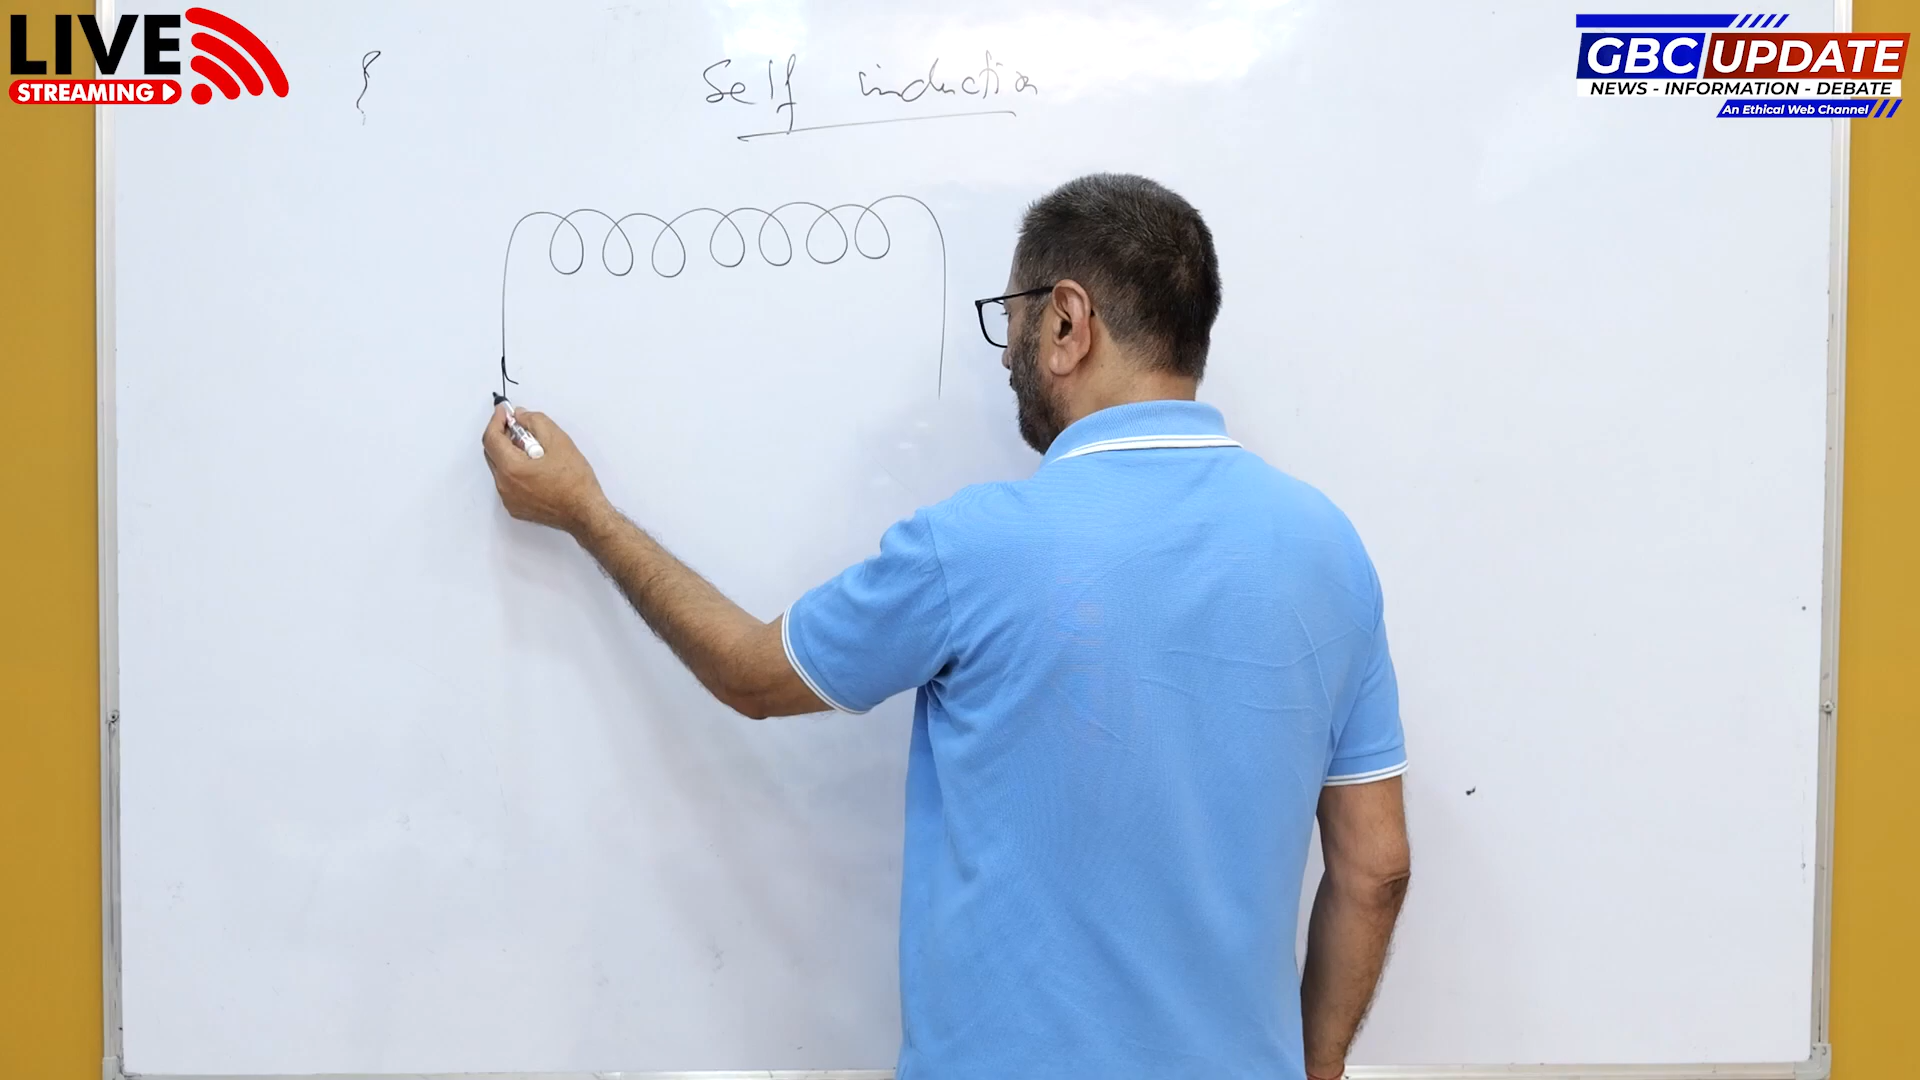 LIVE
STREAMING
GBC UPDATE
NEWS - INFORMATION - DEBATE
An Ethical Web Channel
{
Self induction